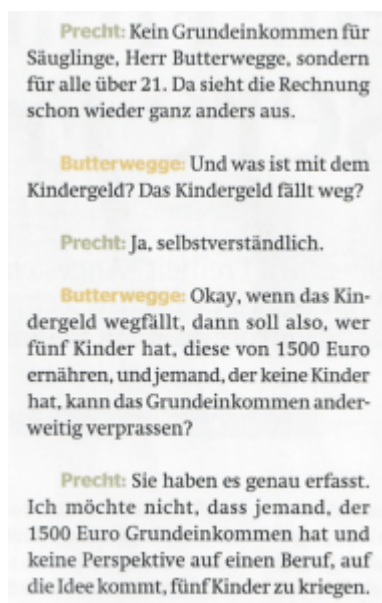 Precht: Kein Grundeinkommen für
Säuglinge, Herr Butterwegge, sondern
für alle über 21. Da sieht die Rechnung
schon wieder ganz anders aus.
Butterwegge: Und was ist mit dem
Kindergeld? Das Kindergeld fällt weg?
Precht: Ja, selbstverständlich.
Butterwegge: Okay, wenn das Kin-
dergeld wegfällt, dann soll also, wer
fünf Kinder hat, diese von 1500 Euro
ernähren, und jemand, der keine Kinder
hat, kann das Grundeinkommen ander-
weitig verprassen?
Precht: Sie haben es genau erfasst.
Ich möchte nicht, dass jemand, der
1500 Euro Grundeinkommen hat und
keine Perspektive auf einen Beruf, auf
die Idee kommt, fünf Kinder zu kriegen.